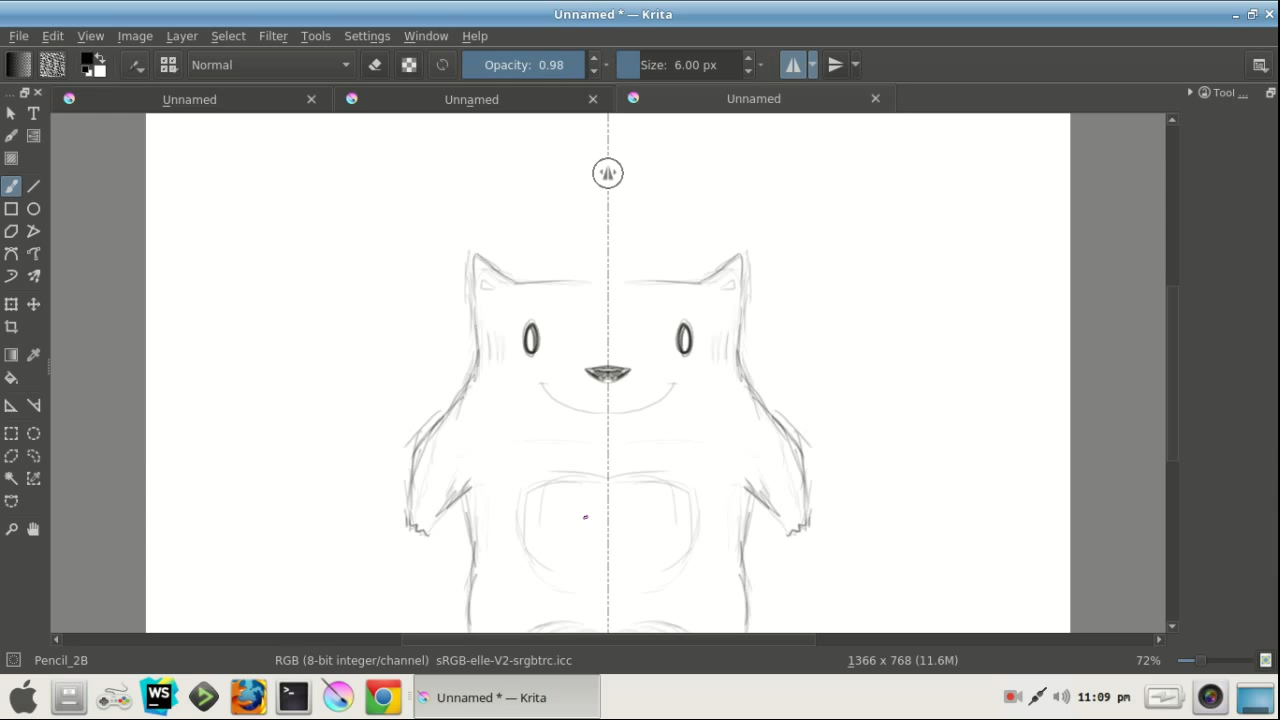 Unnamed * — Krita
File Edit View Image Layer Select Filter Tools Settings Window Help
Normal Opacity: 0.98 Size: 6.00 px
... Unnamed Unnamed Unnamed Tool ...
T
Pencil_2B RGB (8-bit integer/channel) sRGB-elle-V2-srgbtrc.icc 1366 x 768 (11.6M) 72%
WS >_ Unnamed * — Krita 11:09 pm